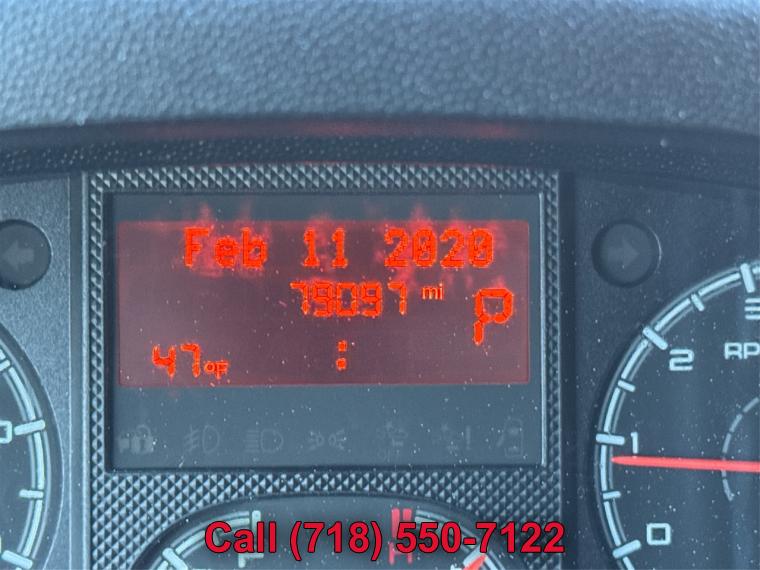 Feb 11 2020
79097 mi
P
47°F :
2
RP
1
0
H
Call (718) 550-7122